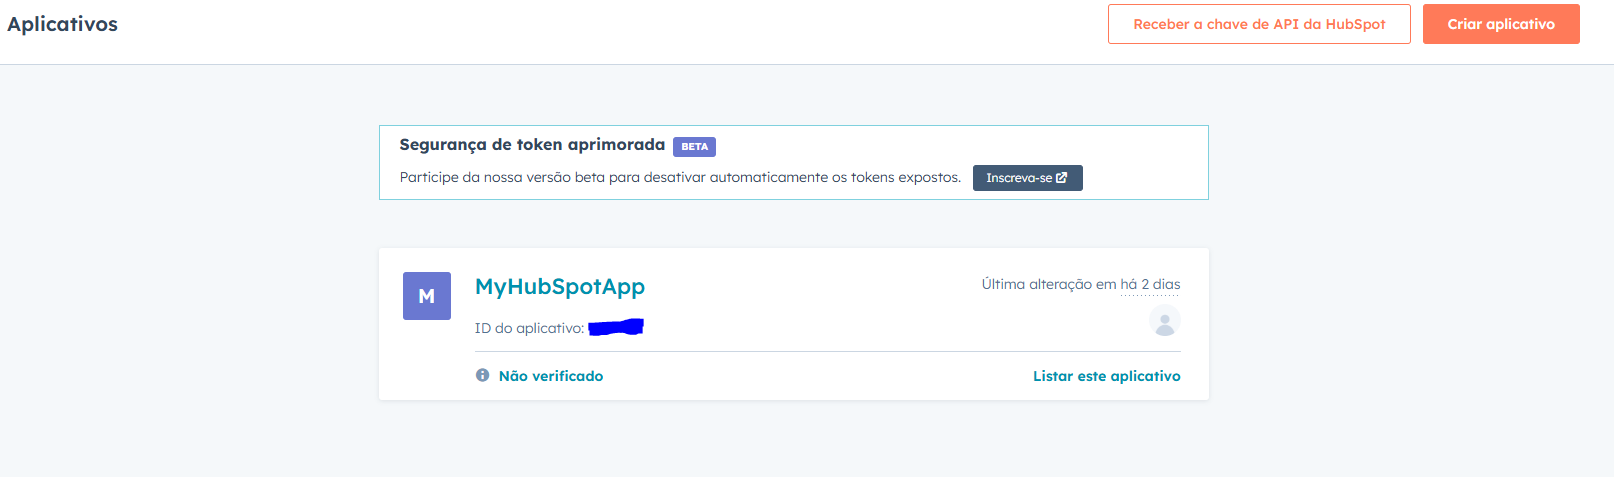 Aplicativos
Receber a chave de API da HubSpot
Criar aplicativo
Segurança de token aprimorada BETA
Participe da nossa versão beta para desativar automaticamente os tokens expostos. Inscreva-se
M
MyHubSpotApp
Última alteração em há 2 dias
ID do aplicativo:
Não verificado
Listar este aplicativo